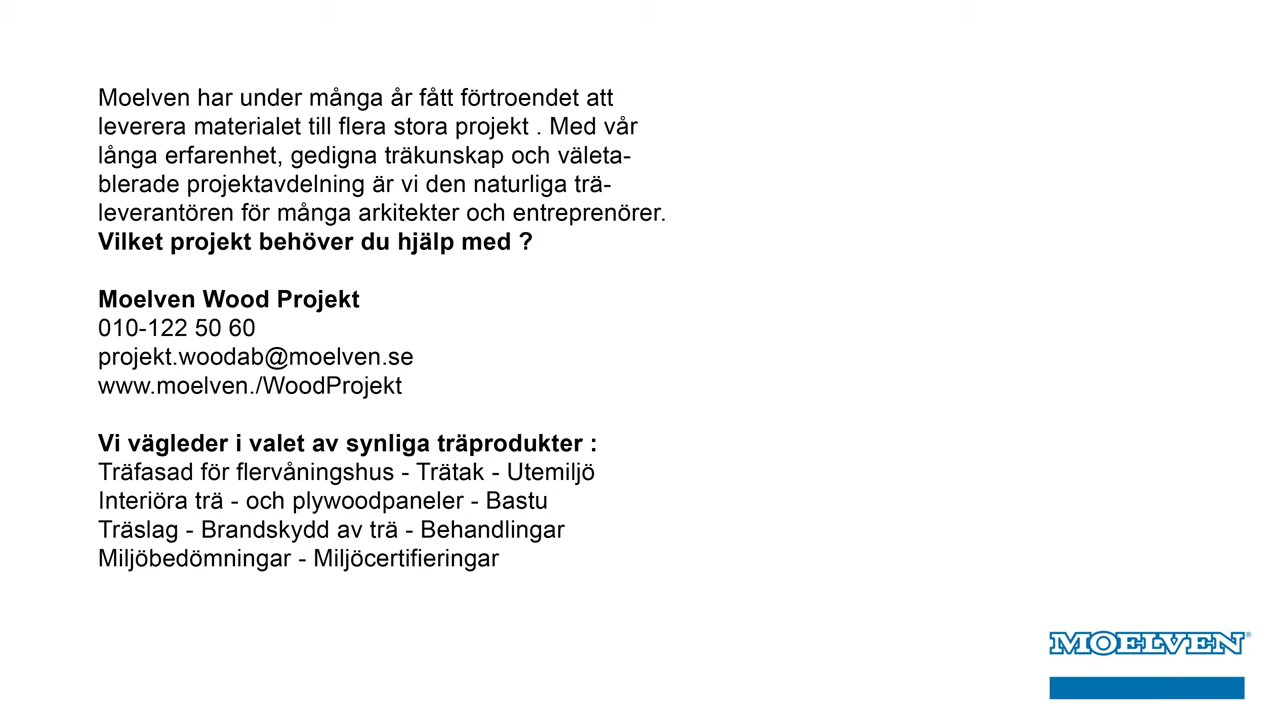 Moelven har under många år fått förtroendet att
leverera materialet till flera stora projekt . Med vår
långa erfarenhet, gedigna träkunskap och väleta-
blerade projektavdelning är vi den naturliga trä-
leverantören för många arkitekter och entreprenörer.
Vilket projekt behöver du hjälp med ?
Moelven Wood Projekt
010-122 50 60
projekt.woodab@moelven.se
www.moelven./WoodProjekt
Vi vägleder i valet av synliga träprodukter :
Träfasad för flervåningshus - Trätak - Utemiljö
Interiöra trä - och plywoodpaneler - Bastu
Träslag - Brandskydd av trä - Behandlingar
Miljöbedömningar - Miljöcertifieringar
MOELVEN®